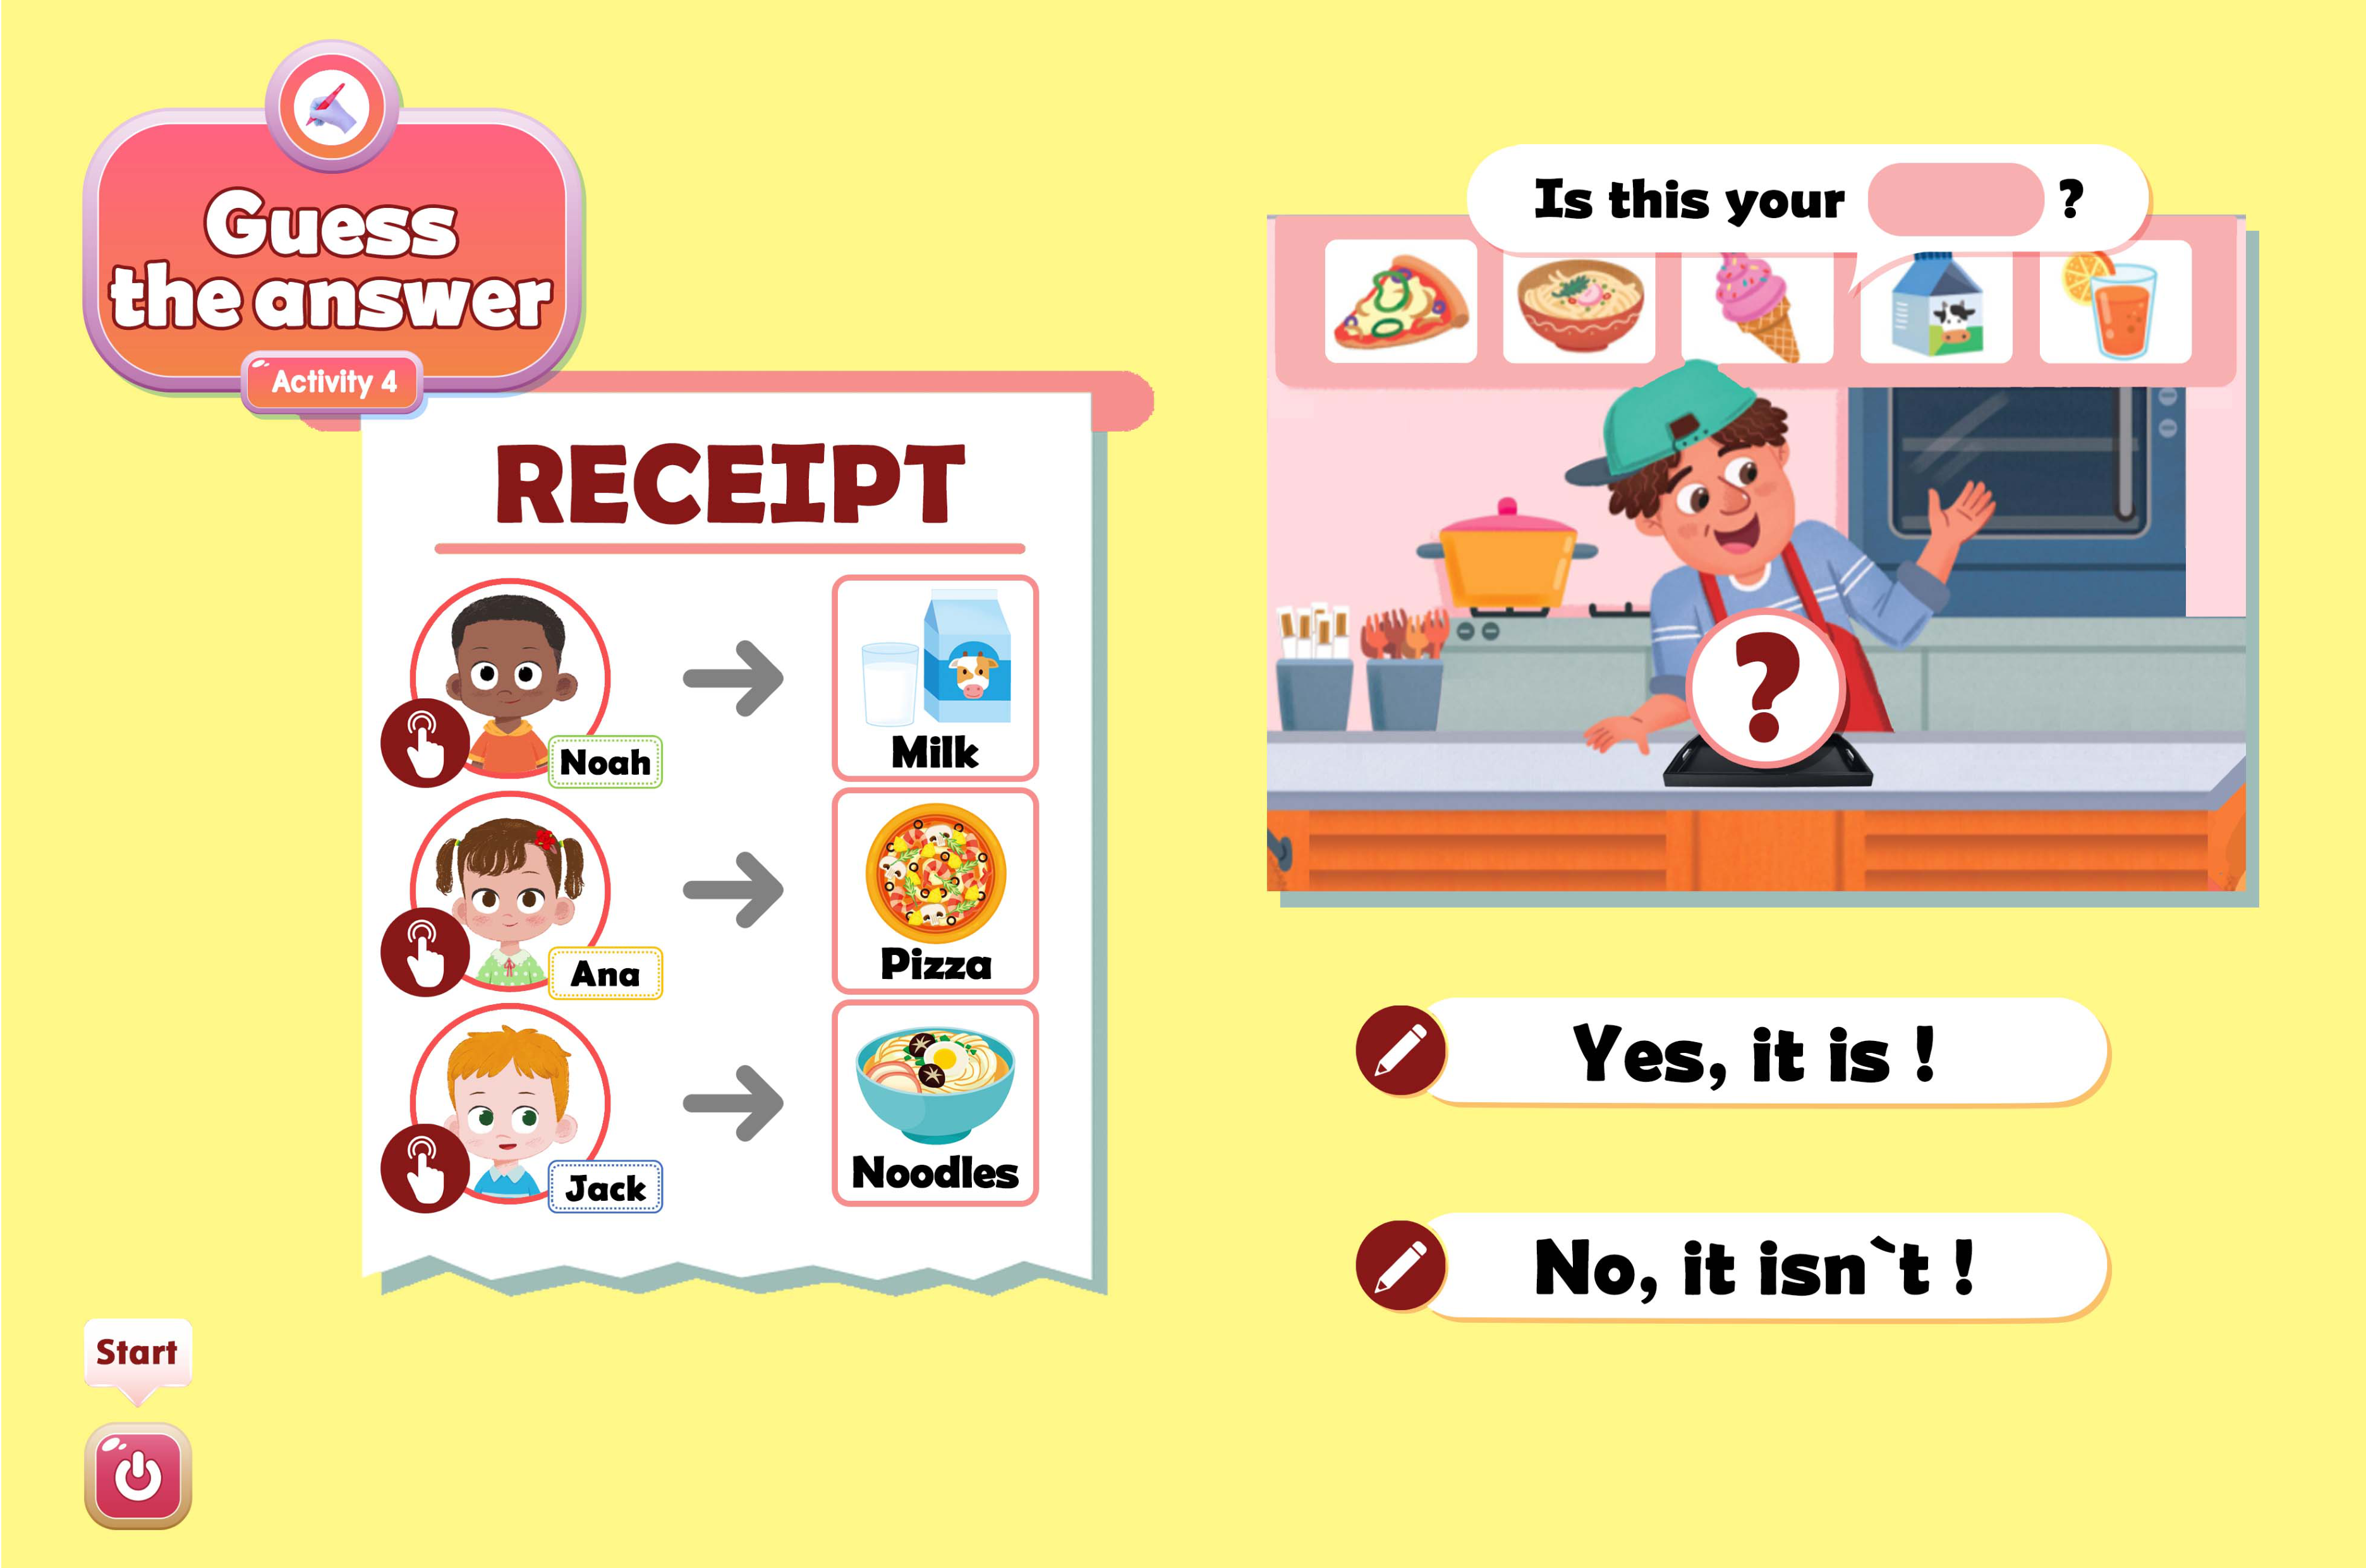 Guess
the answer
Activity 4
RECEIPT
Noah
Milk
Ana
Pizza
Jack
Noodles
Start
Is this your ?
?
Yes, it is !
No, it isn`t !